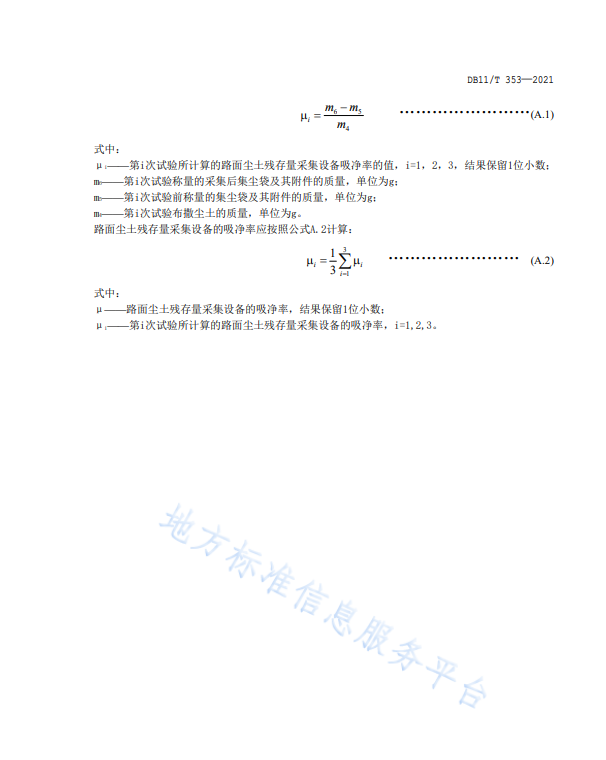 DB11/T 353—2021
μᵢ = (m₆ − m₅) / m₄ ……………………(A.1)
式中：
μᵢ——第i次试验所计算的路面尘土残存量采集设备吸净率的值，i=1，2，3，结果保留1位小数；
m₆——第i次试验称量的采集后集尘袋及其附件的质量，单位为g；
m₅——第i次试验前称量的集尘袋及其附件的质量，单位为g；
m₄——第i次试验布撒尘土的质量，单位为g。
路面尘土残存量采集设备的吸净率应按照公式A.2计算：
μᵢ = 1/3 ∑³ᵢ₌₁ μᵢ …………………… (A.2)
式中：
μ——路面尘土残存量采集设备的吸净率，结果保留1位小数；
μᵢ——第i次试验所计算的路面尘土残存量采集设备的吸净率，i=1,2,3。
地方标准信息服务平台